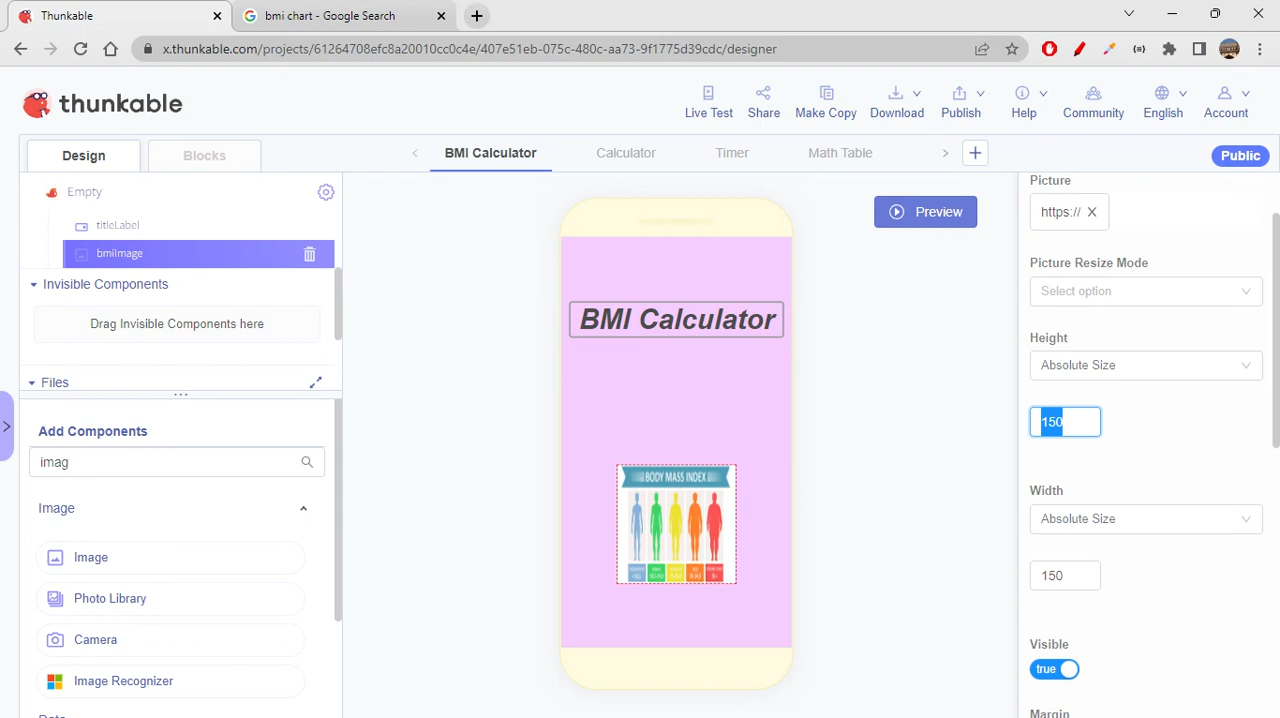 Thunkable
bmi chart - Google Search
x.thunkable.com/projects/61264708efc8a20010cc0c4e/407e51eb-075c-480c-aa73-9f1775d39cdc/designer
thunkable
Live Test
Share
Make Copy
Download
Publish
Help
Community
English
Account
Design
Blocks
BMI Calculator
Calculator
Timer
Math Table
Public
Empty
titleLabel
bmiImage
Invisible Components
Drag Invisible Components here
Files
Add Components
imag
Image
Image
Photo Library
Camera
Image Recognizer
Preview
BMI Calculator
BODY MASS INDEX
Picture
https://
Picture Resize Mode
Select option
Height
Absolute Size
150
Width
Absolute Size
150
Visible
true
Margin